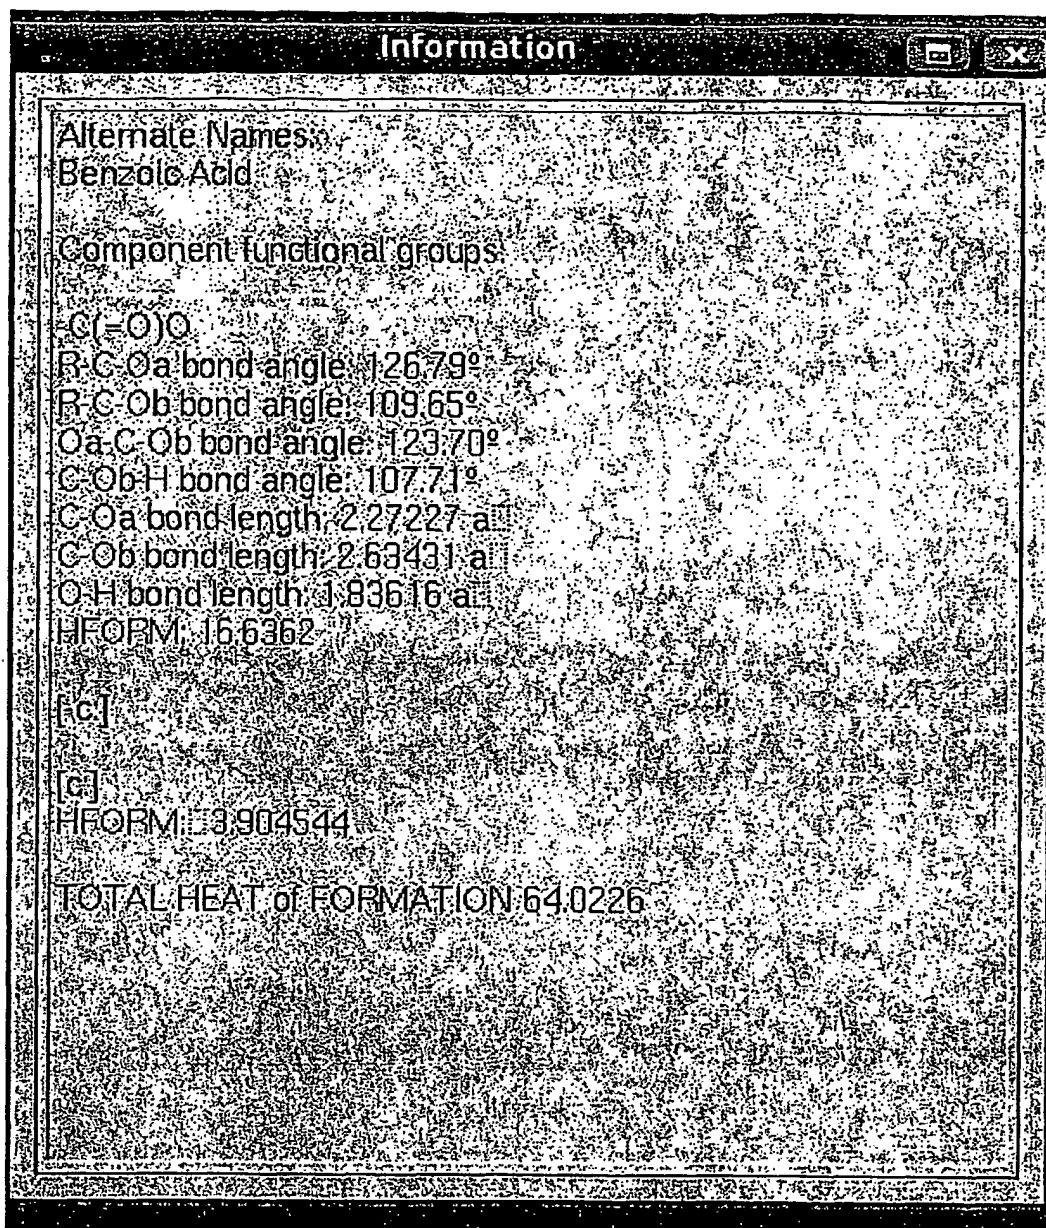 Information
Alternate Names:
Benzoic Acid
Component functional groups:
-C(=O)O
R-C-Oa bond angle: 126.79º
R-C-Ob bond angle: 109.65º
Oa-C-Ob bond angle: 123.70º
C-Ob-H bond angle: 107.71º
C-Oa bond length: 2.27227 a□
C-Ob bond length: 2.63431 a□
O-H bond length: 1.83616 a□
HFORM: 16.6362
[-c:]
[c:]
HFORM: □3.904544
TOTAL HEAT of FORMATION 64.0226